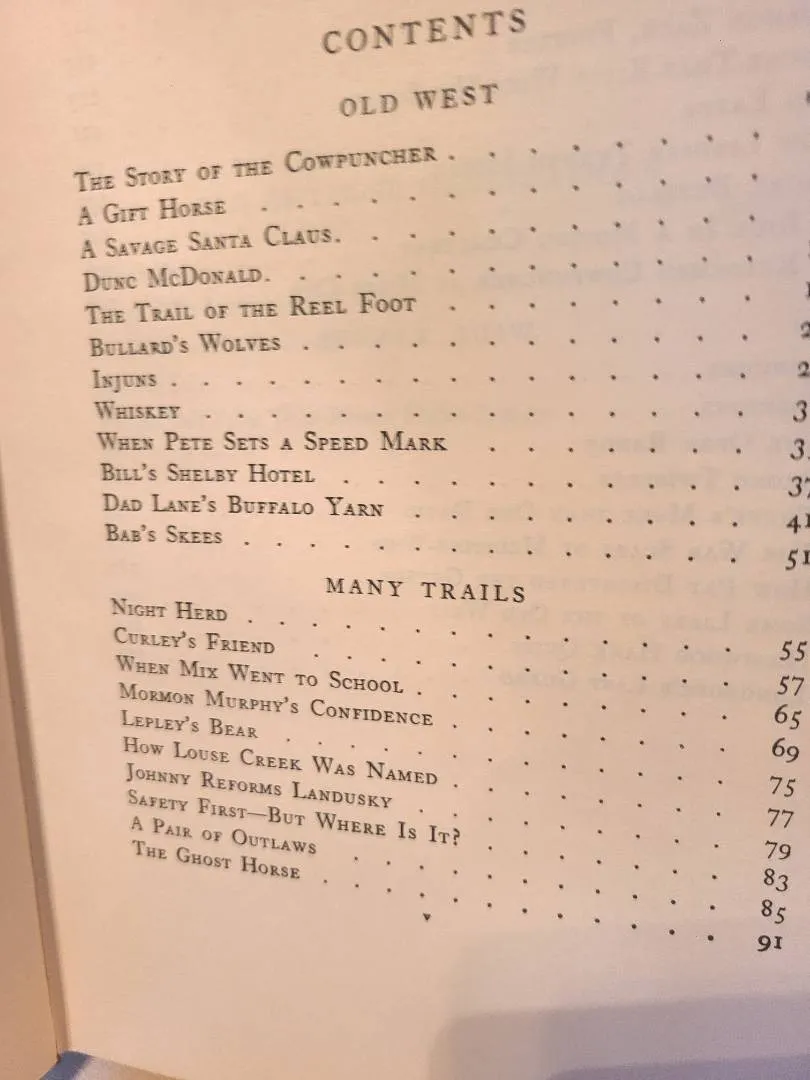 CONTENTS
OLD WEST
THE STORY OF THE COWPUNCHER
A GIFT HORSE
A SAVAGE SANTA CLAUS
DUNC MCDONALD
THE TRAIL OF THE REEL FOOT
BULLARD'S WOLVES
INJUNS
WHISKEY
WHEN PETE SETS A SPEED MARK
BILL'S SHELBY HOTEL 37
DAD LANE'S BUFFALO YARN 41
BAB'S SKEES 51
MANY TRAILS
NIGHT HERD 55
CURLEY'S FRIEND 57
WHEN MIX WENT TO SCHOOL 65
MORMON MURPHY'S CONFIDENCE 69
LEPLEY'S BEAR 75
HOW LOUSE CREEK WAS NAMED 77
JOHNNY REFORMS LANDUSKY 79
SAFETY FIRST—BUT WHERE IS IT? 83
A PAIR OF OUTLAWS 85
THE GHOST HORSE 91